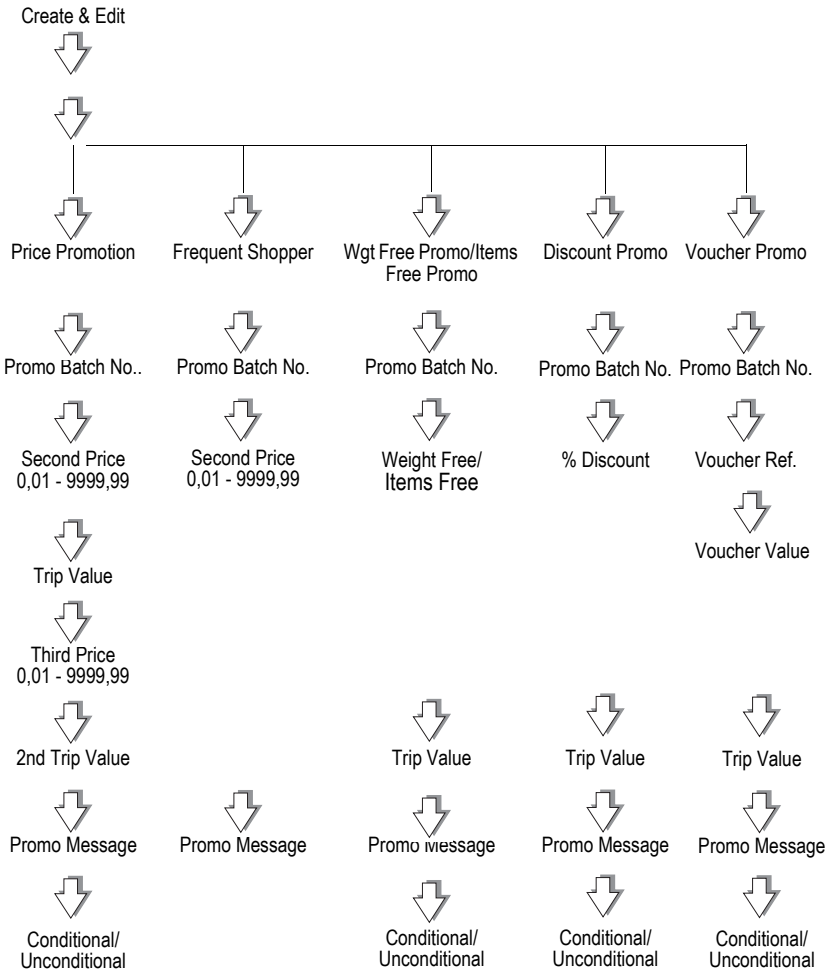 Create & Edit
Price Promotion
Frequent Shopper
Wgt Free Promo/Items
Free Promo
Discount Promo
Voucher Promo
Promo Batch No..
Promo Batch No.
Promo Batch No.
Promo Batch No.
Promo Batch No.
Second Price
0,01 - 9999,99
Second Price
0,01 - 9999,99
Weight Free/
Items Free
% Discount
Voucher Ref.
Voucher Value
Trip Value
Third Price
0,01 - 9999,99
2nd Trip Value
Trip Value
Trip Value
Trip Value
Promo Message
Promo Message
Promo Message
Promo Message
Promo Message
Conditional/
Unconditional
Conditional/
Unconditional
Conditional/
Unconditional
Conditional/
Unconditional